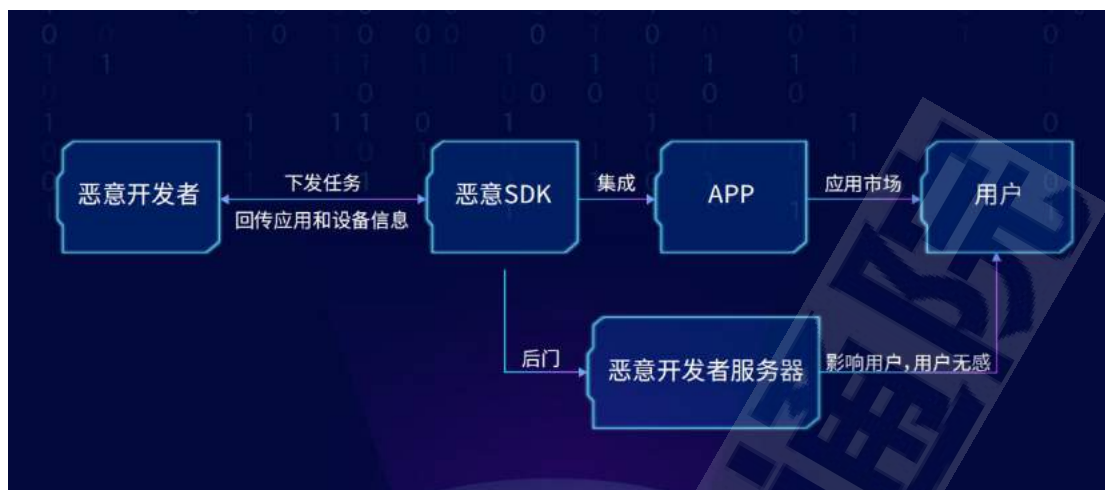 恶意开发者
下发任务
回传应用和设备信息
恶意SDK
集成
APP
应用市场
用户
后门
恶意开发者服务器
影响用户,用户无感